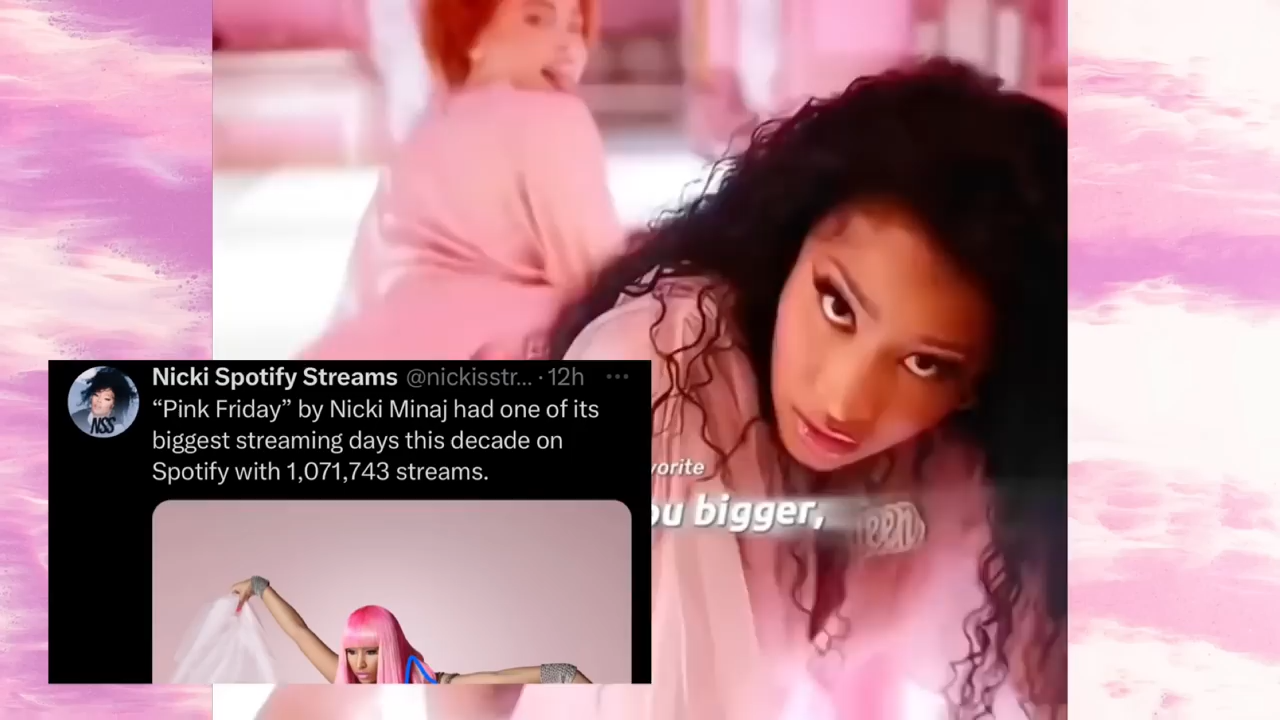 Nicki Spotify Streams @nickisstr... · 12h ...
“Pink Friday” by Nicki Minaj had one of its
biggest streaming days this decade on
Spotify with 1,071,743 streams.
NSS
bigger,